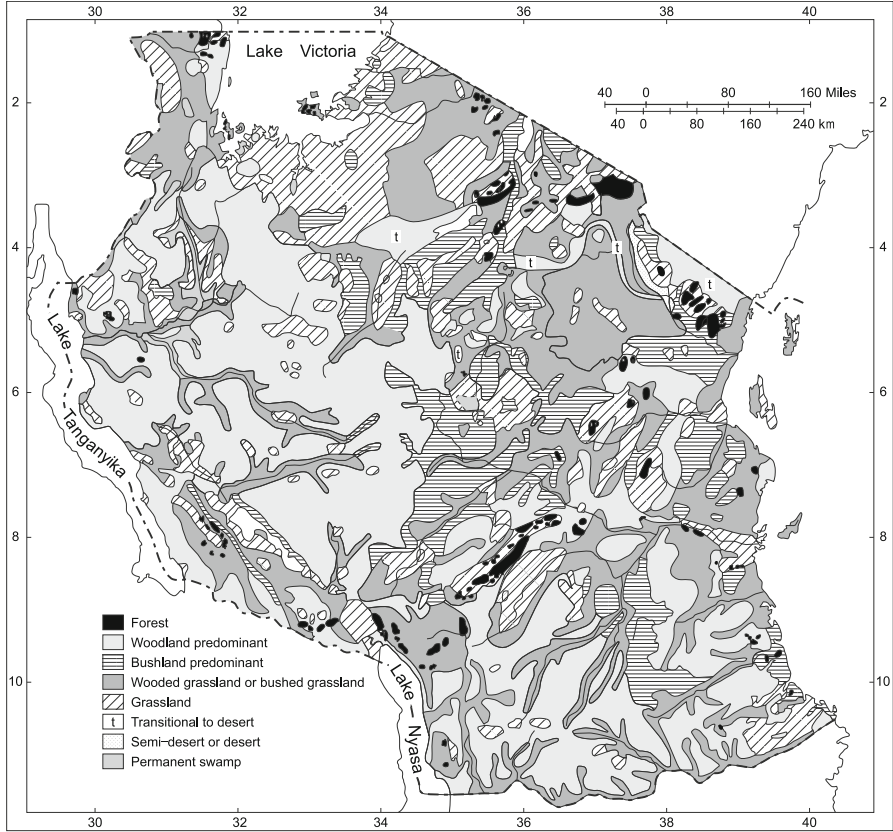 30 32 34 36 38 40
Lake Victoria
2 2
40 0 80 160 Miles
40 0 80 160 240 km
t
t
t
t
4 4
t
Lake Tanganyika
6 6
8 8
Forest
Woodland predominant
Bushland predominant
Wooded grassland or bushed grassland
Grassland
t Transitional to desert
Semi–desert or desert
Permanent swamp
Lake Nyasa
10 10
30 32 34 36 38 40